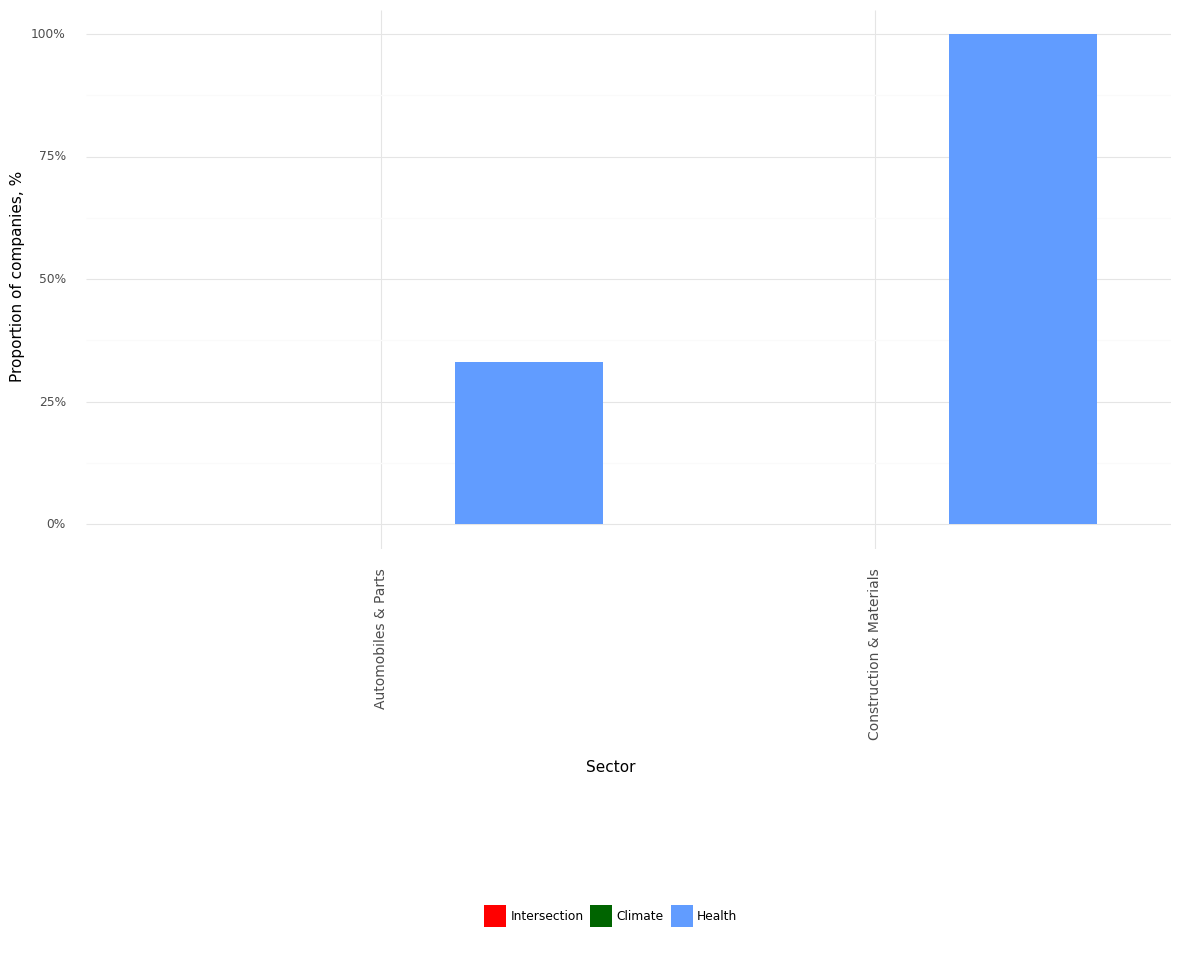 100%
75%
50%
25%
0%
Proportion of companies, %
Automobiles & Parts
Construction & Materials
Sector
Intersection Climate Health